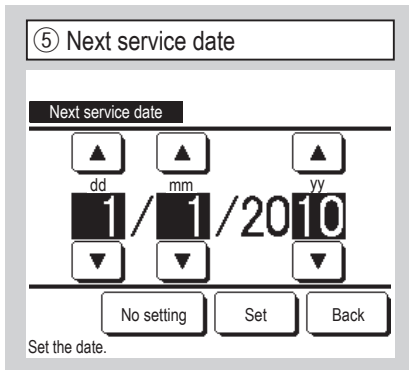 ⑤ Next service date
Next service date
▲ ▲ ▲
dd mm yy
1/ 1/2010
▼ ▼ ▼
No setting Set Back
Set the date.